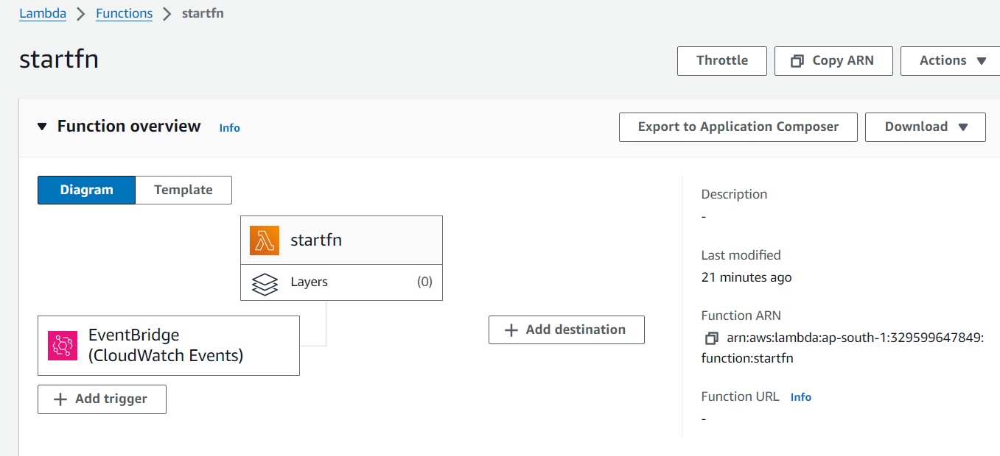 Lambda > Functions > startfn
startfn
Throttle
Copy ARN
Actions
Function overview Info
Export to Application Composer
Download
Diagram
Template
startfn
Layers (0)
EventBridge
(CloudWatch Events)
+ Add trigger
+ Add destination
Description
-
Last modified
21 minutes ago
Function ARN
arn:aws:lambda:ap-south-1:329599647849:
function:startfn
Function URL Info
-